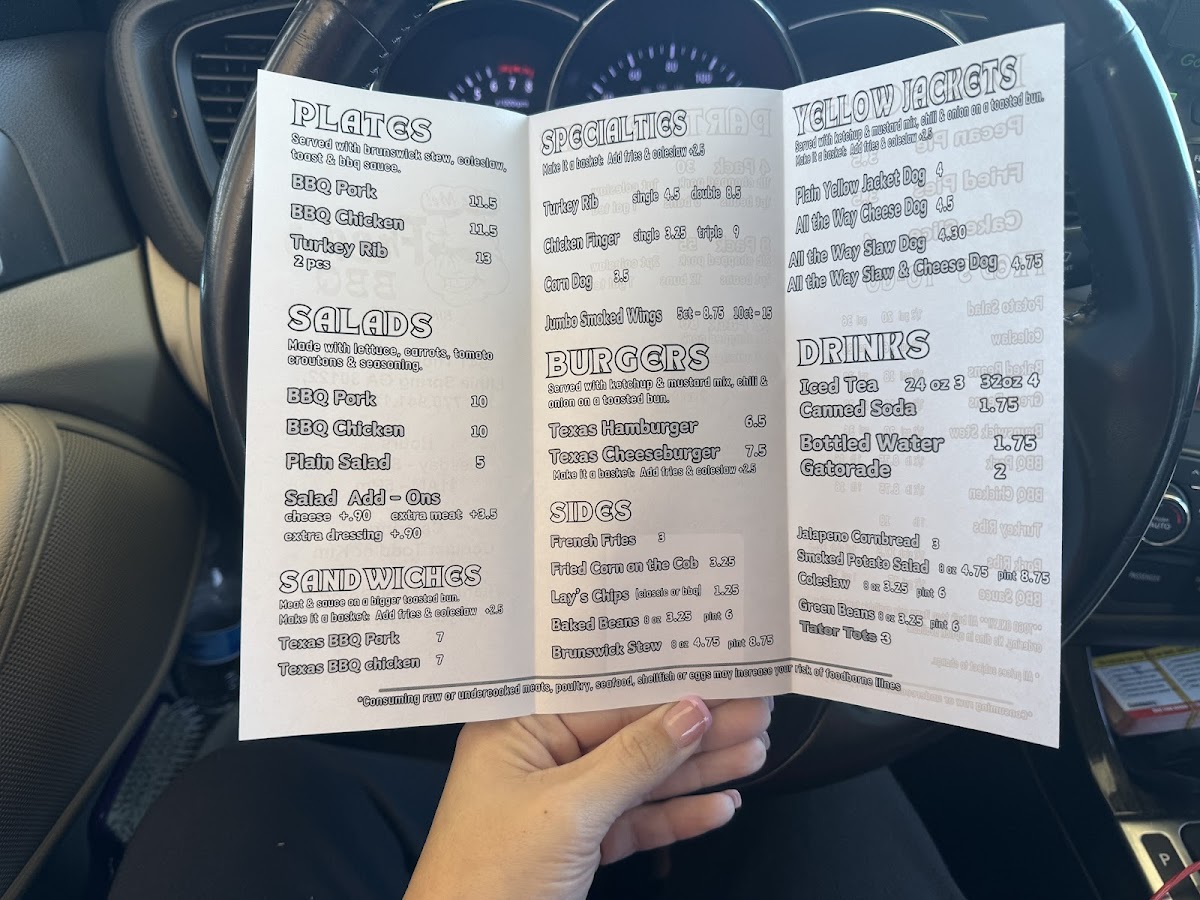 PLATES
Served with brunswick stew, coleslaw,
toast & bbq sauce.
BBQ Pork 11.5
BBQ Chicken 11.5
Turkey Rib 13
2 pcs
SALADS
Made with lettuce, carrots, tomato
croutons & seasoning.
BBQ Pork 10
BBQ Chicken 10
Plain Salad 5
Salad Add - Ons
cheese +.90 extra meat +3.5
extra dressing +.90
SANDWICHES
Meat & sauce on a bigger toasted bun.
Make it a basket: Add fries & coleslaw +2.5
Texas BBQ Pork 7
Texas BBQ chicken 7
SPECIALTIES
Make it a basket: Add fries & coleslaw +2.5
Turkey Rib single 4.5 double 8.5
Chicken Finger single 3.25 triple 9
Corn Dog 3.5
Jumbo Smoked Wings 5ct - 8.75 10ct - 15
BURGERS
Served with ketchup & mustard mix, chili &
onion on a toasted bun.
Texas Hamburger 6.5
Texas Cheeseburger 7.5
Make it a basket: Add fries & coleslaw +2.5
SIDES
French Fries 3
Fried Corn on the Cob 3.25
Lay's Chips (classic or bbq) 1.25
Baked Beans 8 oz 3.25 pint 6
Brunswick Stew 8 oz 4.75 pint 8.75
YELLOW JACKETS
Served with ketchup & mustard mix, chili & onion on a toasted bun.
Make it a basket: Add fries & coleslaw +2.5
Plain Yellow Jacket Dog 4
All the Way Cheese Dog 4.5
All the Way Slaw Dog 4.30
All the Way Slaw & Cheese Dog 4.75
DRINKS
Iced Tea 24 oz 3 32oz 4
Canned Soda 1.75
Bottled Water 1.75
Gatorade 2
Jalapeno Cornbread 3
Smoked Potato Salad 8 oz 4.75 pint 8.75
Coleslaw 8 oz 3.25 pint 6
Green Beans 8 oz 3.25 pint 6
Tator Tots 3
*Consuming raw or undercooked meats, poultry, seafood, shellfish or eggs may increase your risk of foodborne illnes
5 6 7 8
60 80 100
AUTO
PASSENGER
P